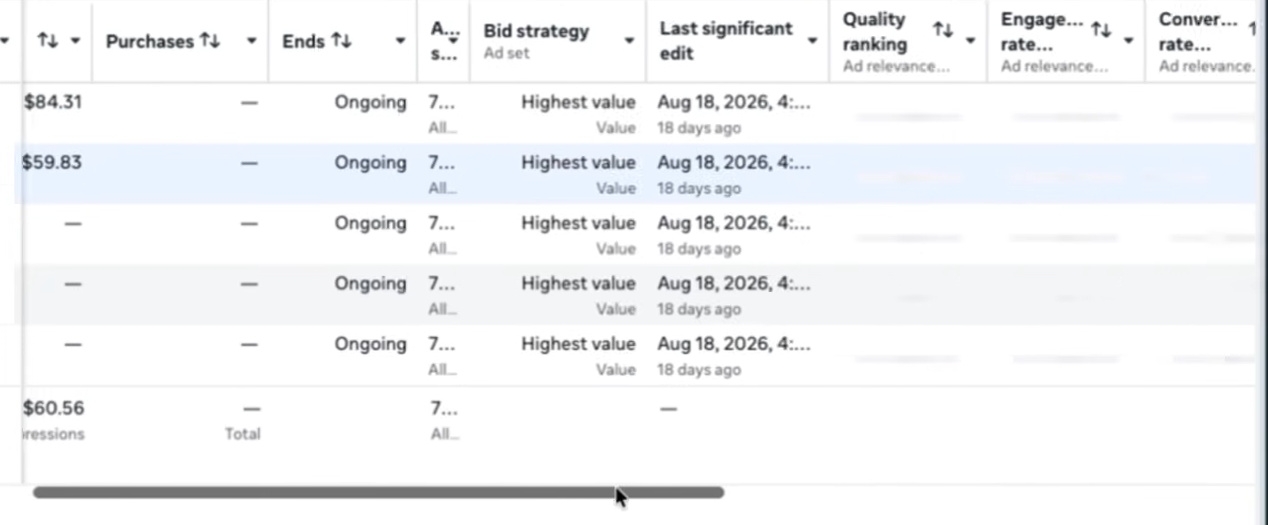 Purchases
Ends
A...
s...
Bid strategy
Ad set
Last significant
edit
Quality
ranking
Ad relevance...
Engage...
rate...
Ad relevance...
Conver...
rate...
Ad relevance.
$84.31 — Ongoing 7... Highest value Aug 18, 2026, 4:...
All... Value 18 days ago
$59.83 — Ongoing 7... Highest value Aug 18, 2026, 4:...
All... Value 18 days ago
— — Ongoing 7... Highest value Aug 18, 2026, 4:...
All... Value 18 days ago
— — Ongoing 7... Highest value Aug 18, 2026, 4:...
All... Value 18 days ago
— — Ongoing 7... Highest value Aug 18, 2026, 4:...
All... Value 18 days ago
$60.56 — 7... —
ressions Total All...